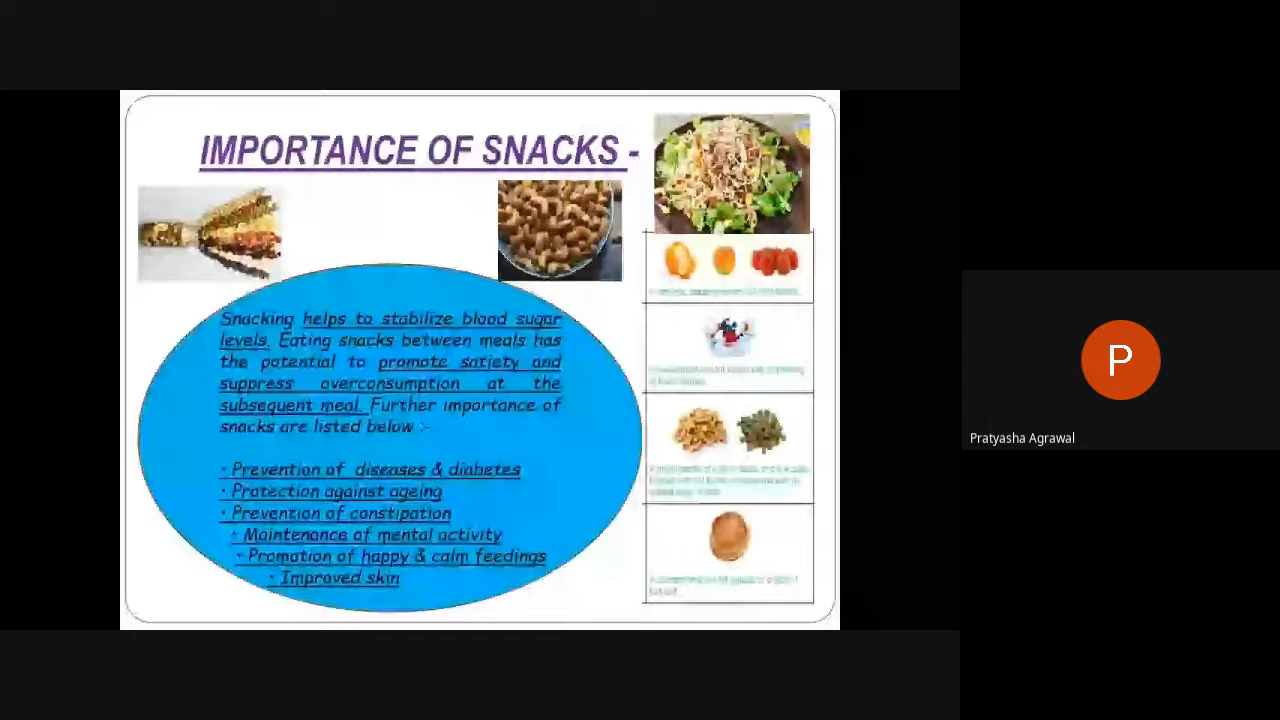 IMPORTANCE OF SNACKS -
Snacking helps to stabilize blood sugar
levels. Eating snacks between meals has
the potential to promote satiety and
suppress overconsumption at the
subsequent meal. Further importance of
snacks are listed below :-
• Prevention of diseases & diabetes
• Protection against ageing
• Prevention of constipation
• Maintenance of mental activity
• Promotion of happy & calm feedings
• Improved skin
P
Pratyasha Agrawal